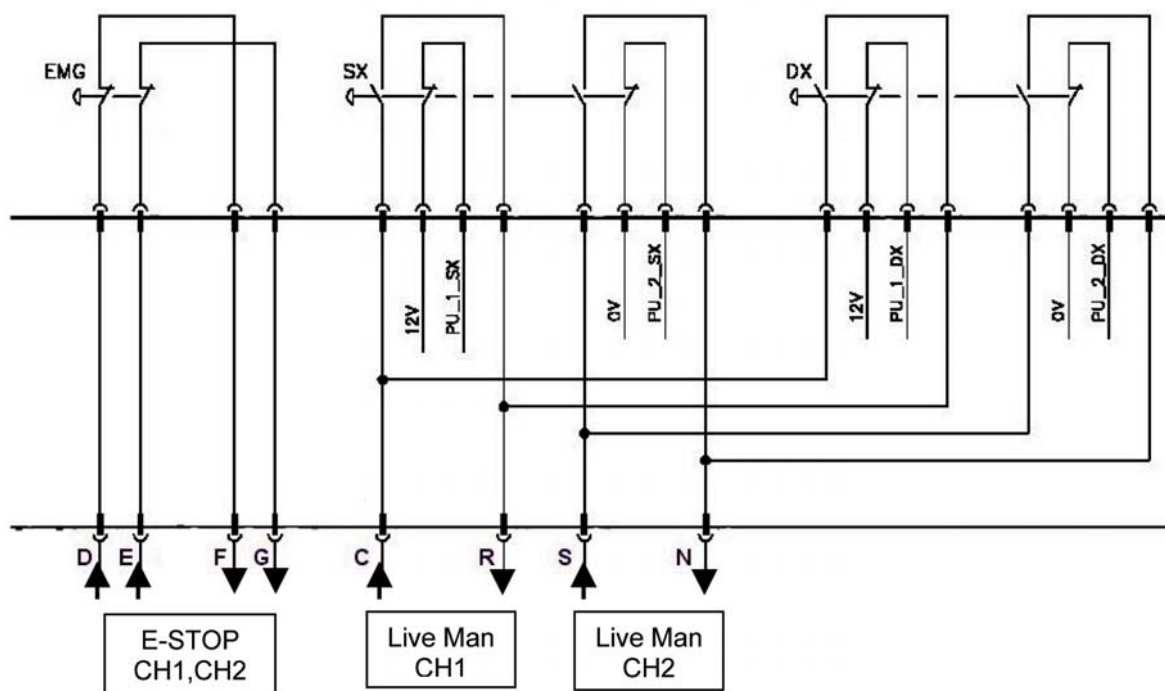 EMG
SX
DX
12V
PU_1_SX
0V
PU_2_SX
12V
PU_1_DX
0V
PU_2_DX
D E F G C R S N
E-STOP
CH1,CH2
Live Man
CH1
Live Man
CH2